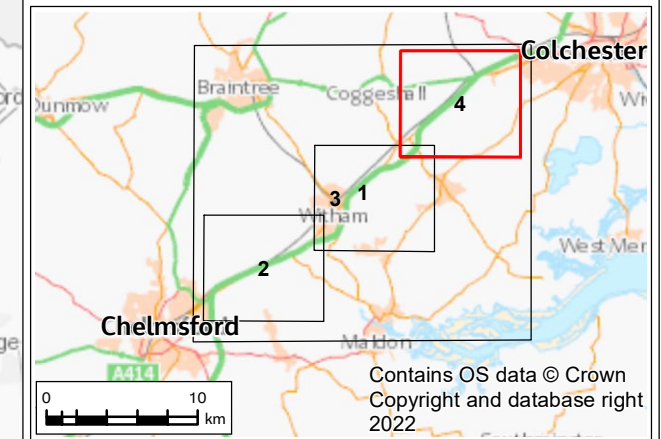 Colchester
Braintree
Coggeshall
4
Dunmow
3
1
Witham
2
West Mer
Chelmsford
Maldon
A414
Contains OS data © Crown
Copyright and database right
2022
0 10
km